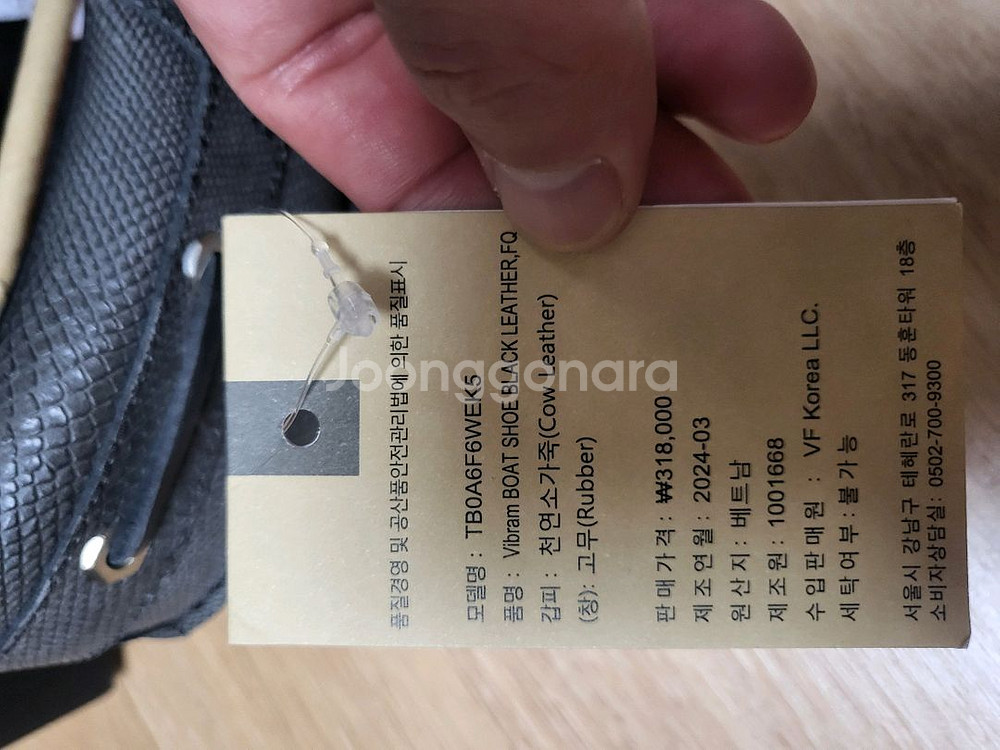 품질경영 및 공산품안전관리법에 의한 품질표시
모델명 : TB0A6F6WEK5
품명 : Vibram BOAT SHOE BLACK LEATHER,FQ
갑피 : 천연소가죽(Cow Leather)
(창): 고무(Rubber)
판매가격 : ₩318,000
제조연월 : 2024-03
원산지 : 베트남
제조원 : 1001668
수입판매원 : VF Korea LLC.
세탁여부 : 불가능
서울시 강남구 테헤란로 317 동훈타워 18층
소비자상담실 : 0502-700-9300
Joonggonara